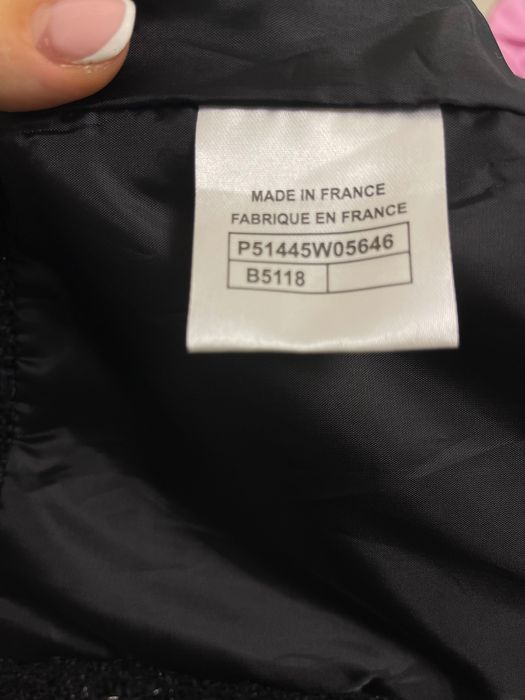 MADE IN FRANCE
FABRIQUE EN FRANCE
P51445W05646
B5118